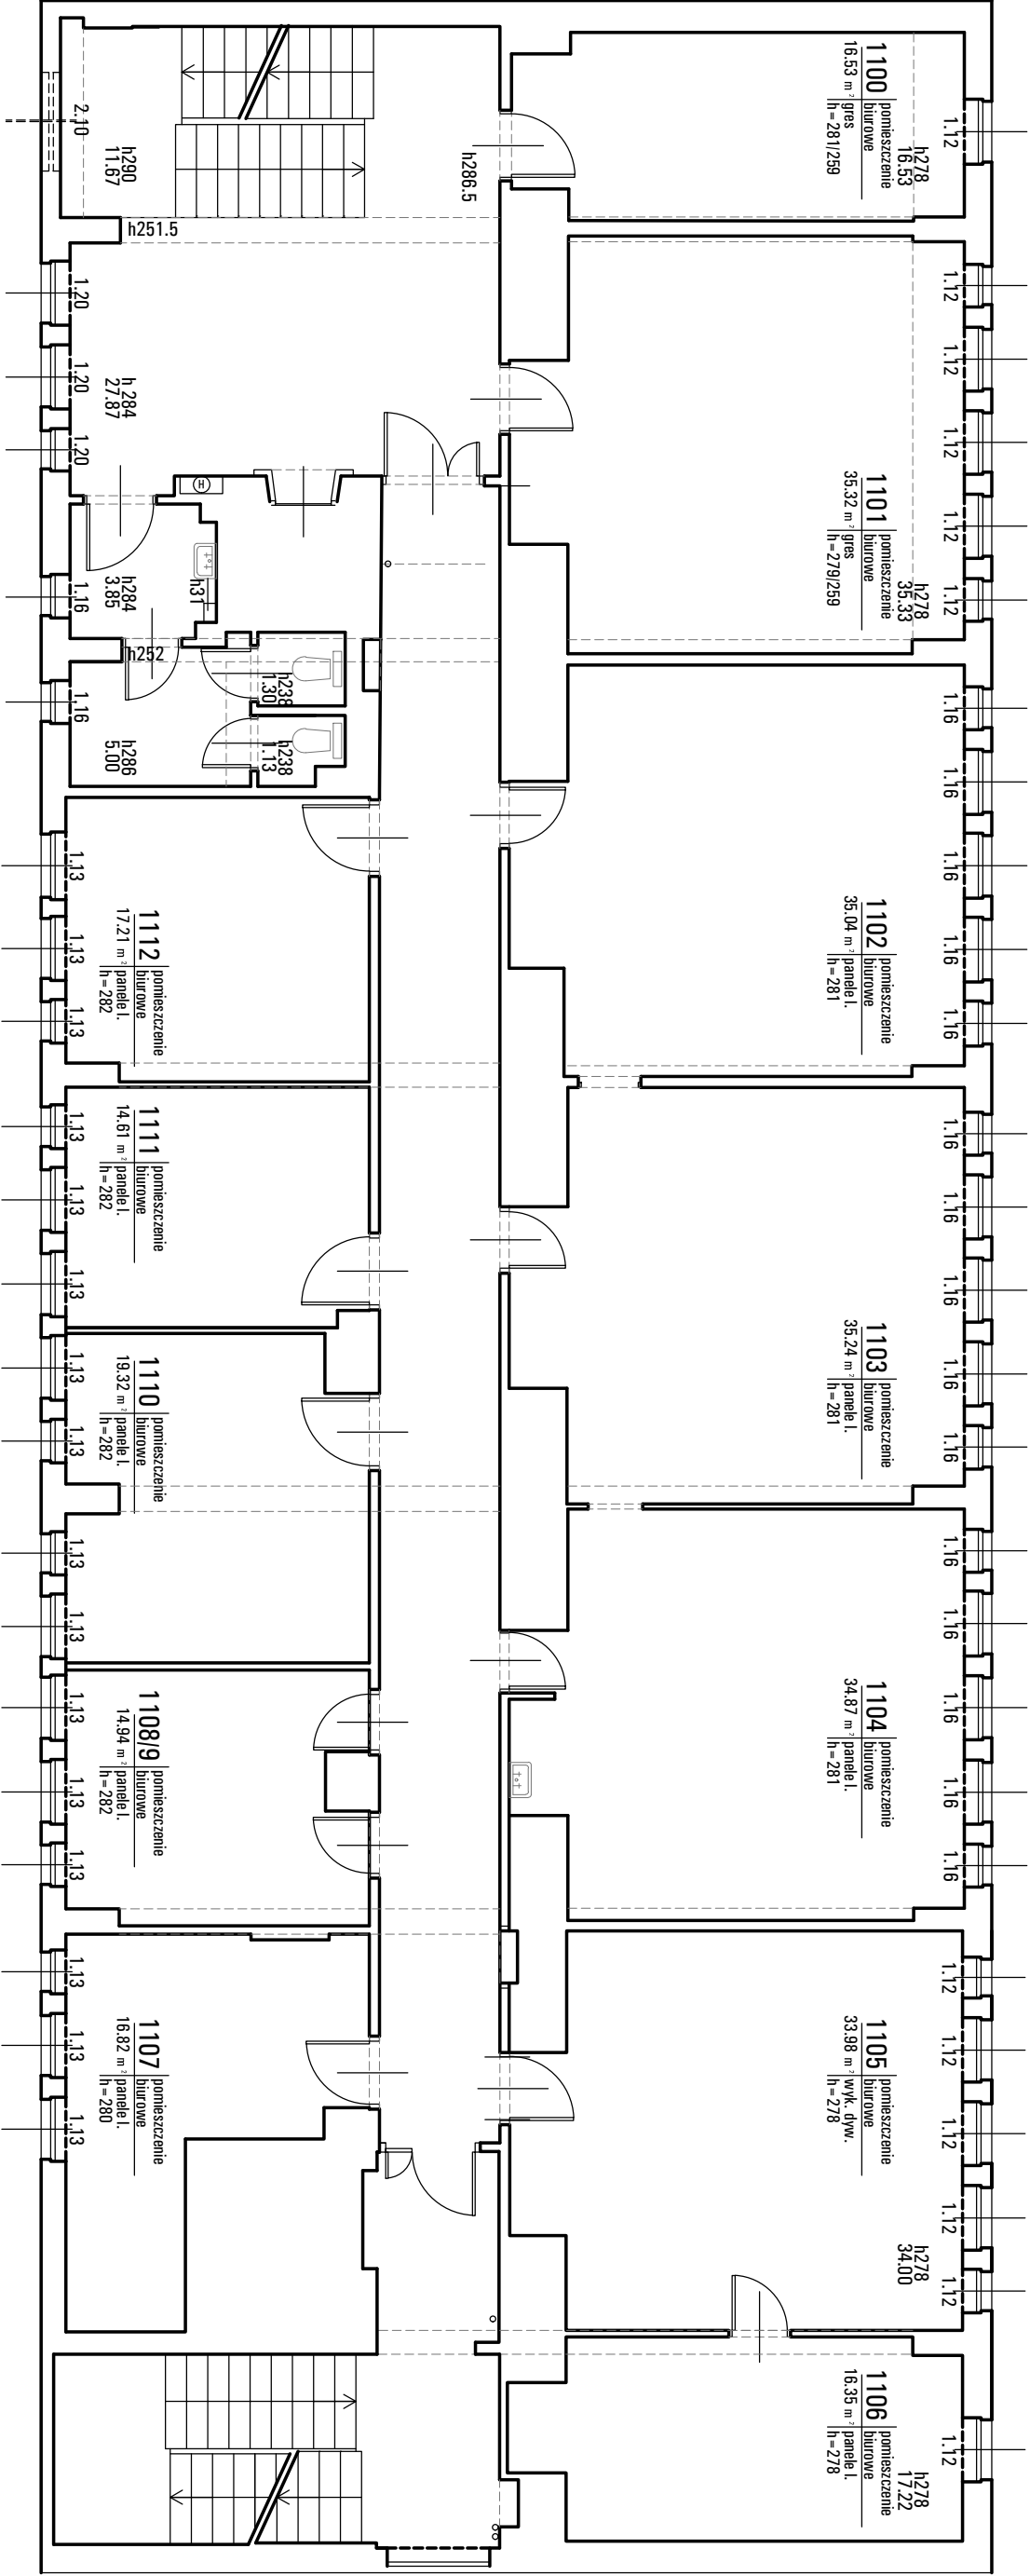 1100
16.53 m²
pomieszczenie
biurowe
gres
h=281/259
h278
16.53
1.12
2.10
h290
11.67
h286.5
h251.5
1101
35.32 m²
pomieszczenie
biurowe
gres
h=279/259
h278
35.33
1.12
1.12
1.12
1.12
1.12
1.20
1.20
1.20
h 284
27.87
H
h31
h284
3.85
1.16
h252
h238
1.30
h238
1.13
1.16
h286
5.00
1102
35.04 m²
pomieszczenie
biurowe
panele l.
h=281
1.16
1.16
1.16
1.16
1.16
1112
17.21 m²
pomieszczenie
biurowe
panele l.
h=282
1.13
1.13
1.13
1103
35.24 m²
pomieszczenie
biurowe
panele l.
h=281
1.16
1.16
1.16
1.16
1.16
1111
14.61 m²
pomieszczenie
biurowe
panele l.
h=282
1.13
1.13
1.13
1110
19.32 m²
pomieszczenie
biurowe
panele l.
h=282
1.13
1.13
1.13
1.13
1104
34.87 m²
pomieszczenie
biurowe
panele l.
h=281
1.16
1.16
1.16
1.16
1.16
1108/9
14.94 m²
pomieszczenie
biurowe
panele l.
h=282
1.13
1.13
1.13
1105
33.98 m²
pomieszczenie
biurowe
wyk. dyw.
h=278
h278
34.00
1.12
1.12
1.12
1.12
1.12
1107
16.82 m²
pomieszczenie
biurowe
panele l.
h=280
1.13
1.13
1.13
1106
16.35 m²
pomieszczenie
biurowe
panele l.
h=278
h278
17.22
1.12